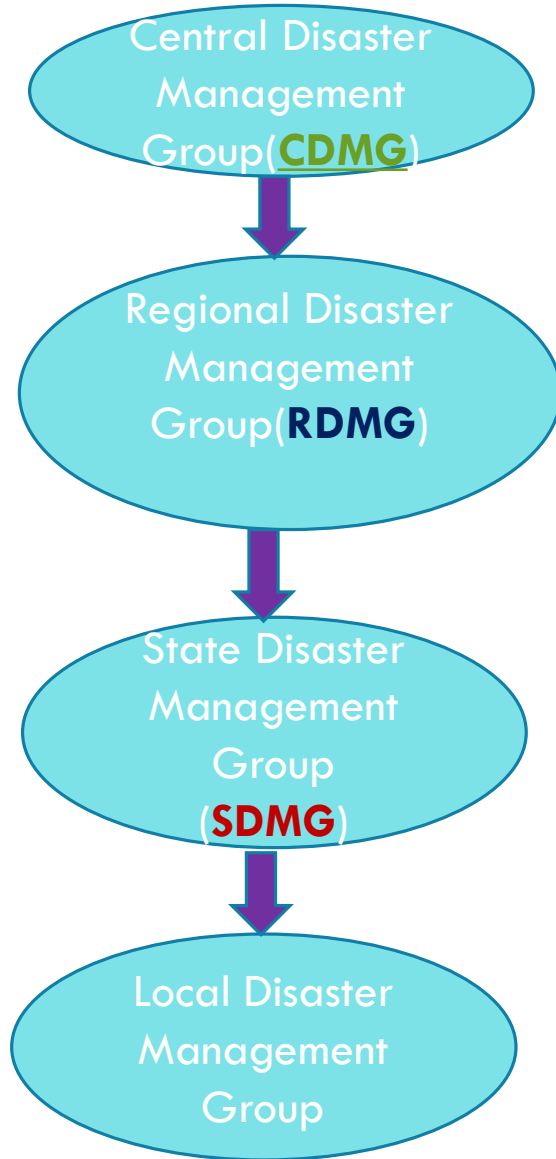 Central Disaster
Management
Group(CDMG)
Regional Disaster
Management
Group(RDMG)
State Disaster
Management
Group
(SDMG)
Local Disaster
Management
Group